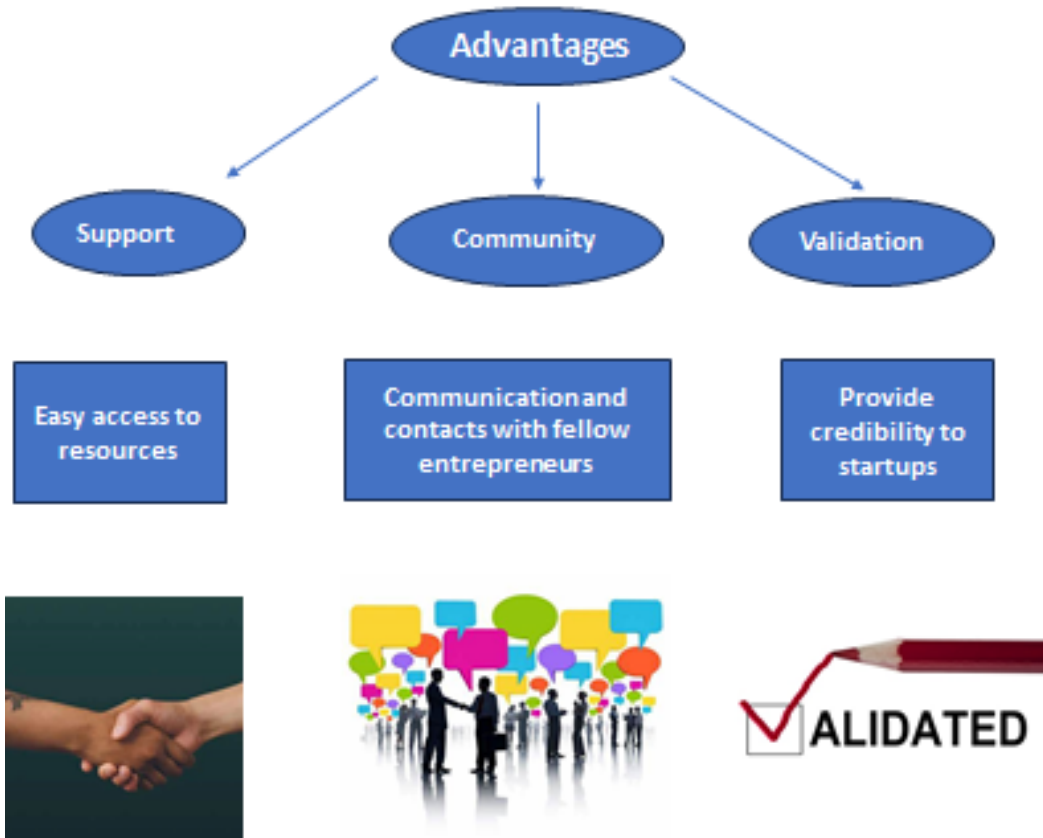 Advantages
Support
Community
Validation
Easy access to
resources
Communication and
contacts with fellow
entrepreneurs
Provide
credibility to
startups
ALIDATED